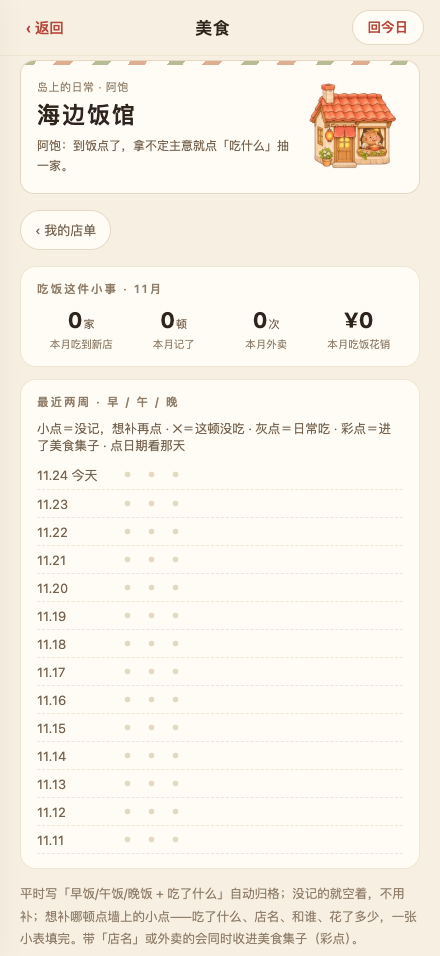 ‹ 返回
美食
回今日
岛上的日常 · 阿饱
海边饭馆
阿饱：到饭点了，拿不定主意就点「吃什么」抽
一家。
‹ 我的店单
吃饭这件小事 · 11月
0家 0顿 0次 ¥0
本月吃到新店 本月记了 本月外卖 本月吃饭花销
最近两周 · 早 / 午 / 晚
小点＝没记，想补再点 · ✕＝这顿没吃 · 灰点＝日常吃 · 彩点＝进
了美食集子 · 点日期看那天
11.24 今天
11.23
11.22
11.21
11.20
11.19
11.18
11.17
11.16
11.15
11.14
11.13
11.12
11.11
平时写「早饭/午饭/晚饭 + 吃了什么」自动归格；没记的就空着，不用
补；想补哪顿点墙上的小点——吃了什么、店名、和谁、花了多少，一张
小表填完。带「店名」或外卖的会同时收进美食集子（彩点）。